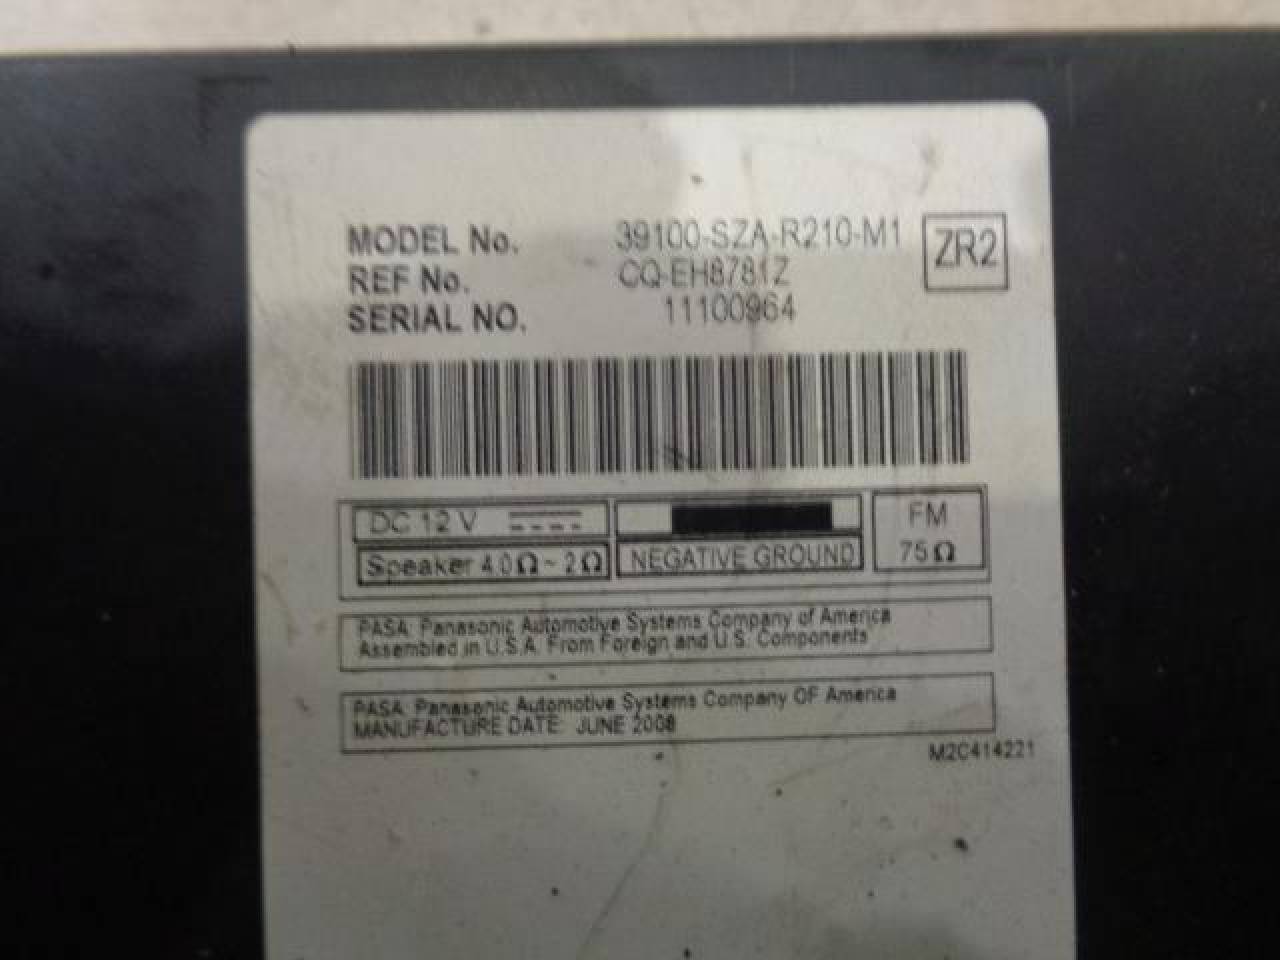 MODEL No. 39100-SZA-R210-M1 ZR2
REF No. CQ-EH8781Z
SERIAL NO. 11100964
DC 12 V
Speaker 4.0Ω ~ 2Ω
NEGATIVE GROUND
FM
75Ω
PASA: Panasonic Automotive Systems Company of America
Assembled in U.S.A. From Foreign and U.S. Components
PASA: Panasonic Automotive Systems Company OF America
MANUFACTURE DATE: JUNE 2008
M2C414221